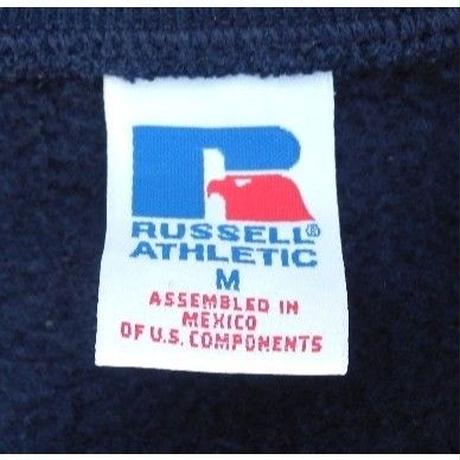 RUSSELL®
ATHLETIC
M
ASSEMBLED IN
MEXICO
OF U.S. COMPONENTS